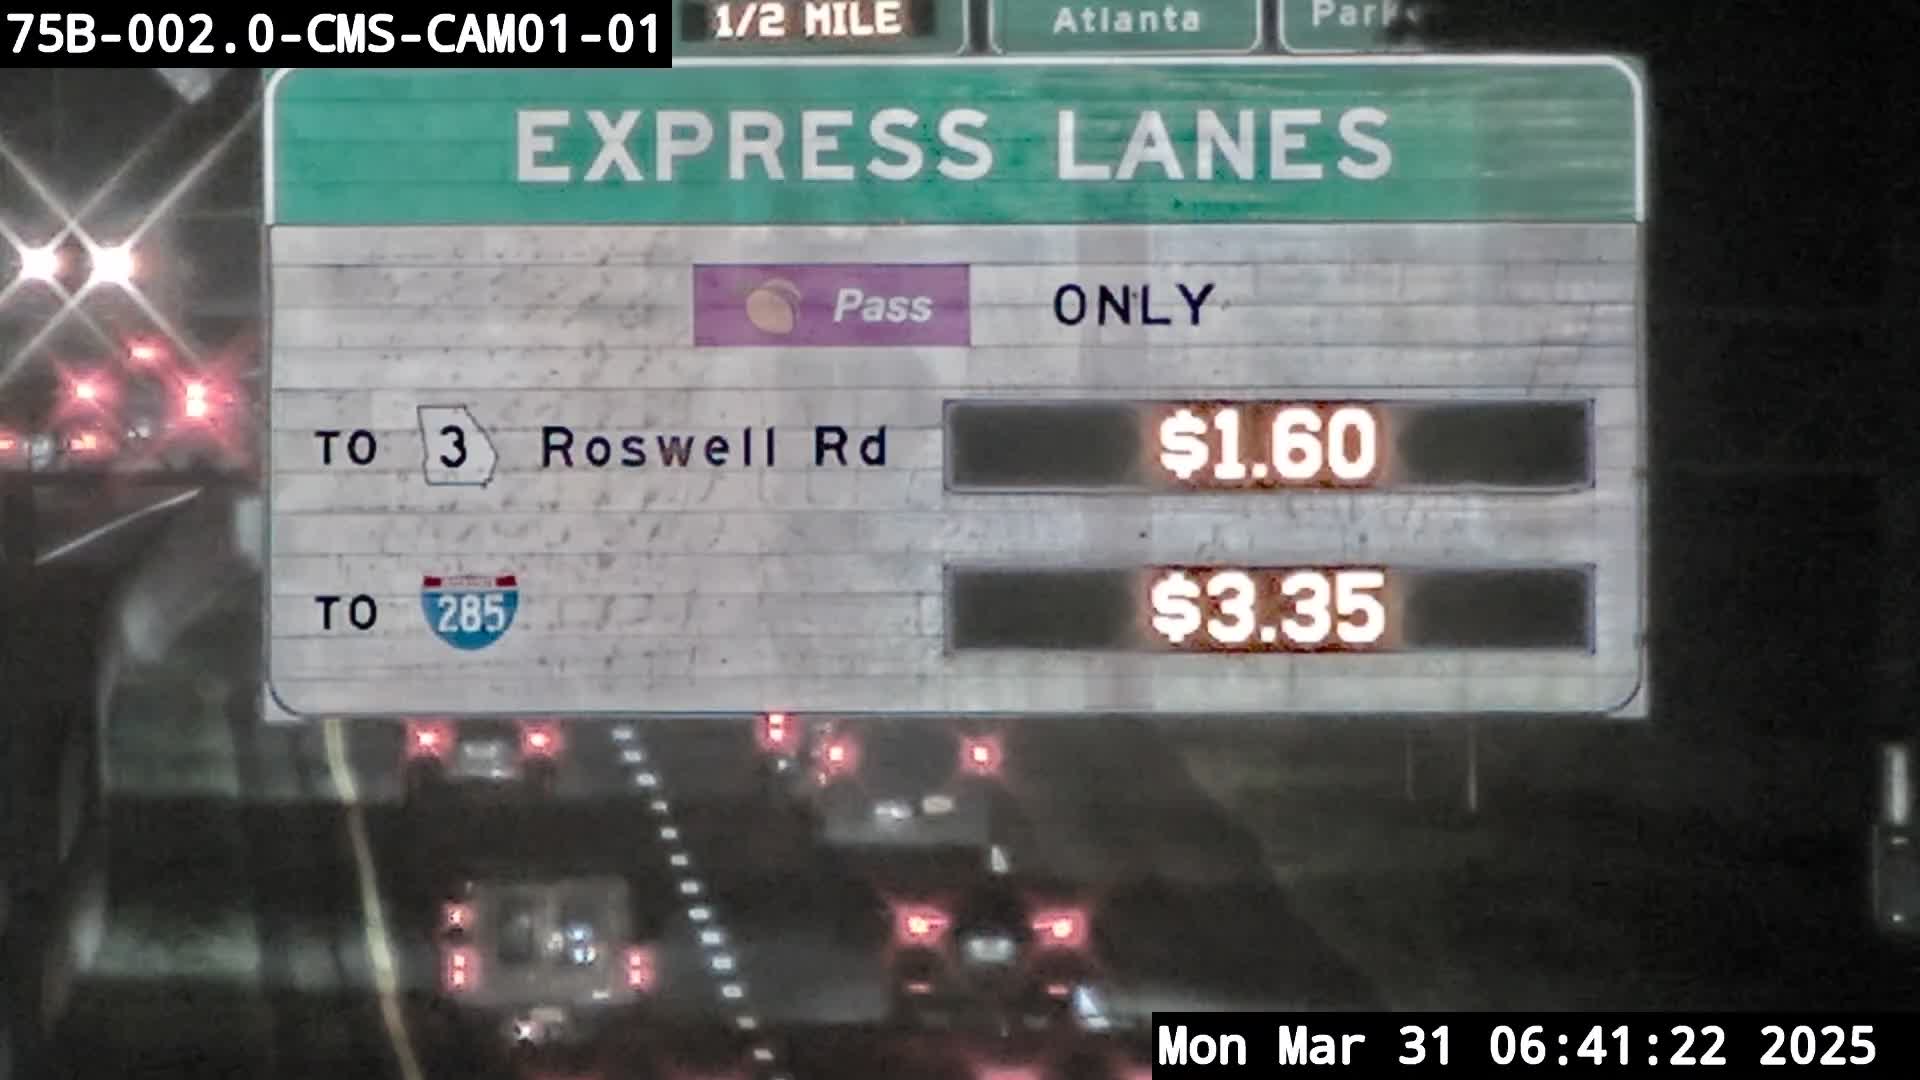 75B-002.0-CMS-CAM01-01
1/2 MILE
Atlanta
EXPRESS LANES
Pass ONLY
TO 3 Roswell Rd $1.60
TO 285 $3.35
Mon Mar 31 06:41:22 2025